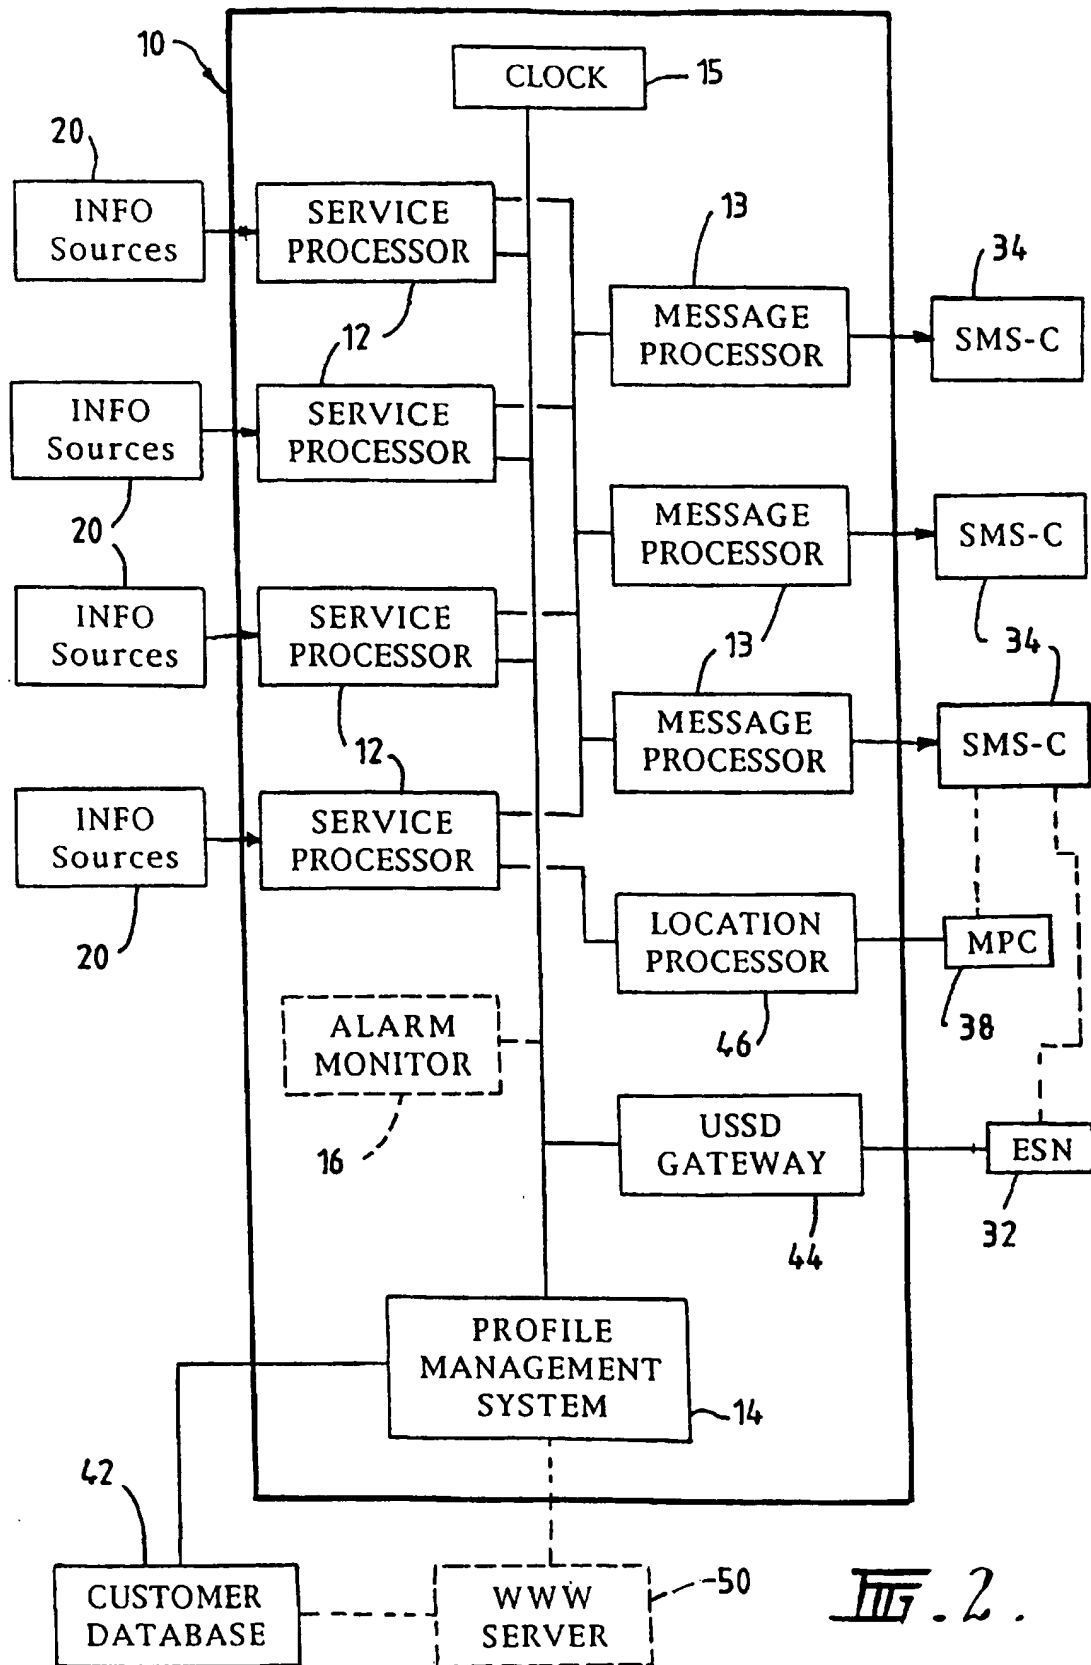 10
CLOCK
15
20
INFO
Sources
SERVICE
PROCESSOR
13
34
12
MESSAGE
PROCESSOR
SMS-C
INFO
Sources
SERVICE
PROCESSOR
20
MESSAGE
PROCESSOR
SMS-C
INFO
Sources
SERVICE
PROCESSOR
13
34
12
MESSAGE
PROCESSOR
SMS-C
INFO
Sources
SERVICE
PROCESSOR
20
LOCATION
PROCESSOR
MPC
46
38
ALARM
MONITOR
16
USSD
GATEWAY
ESN
44
32
PROFILE
MANAGEMENT
SYSTEM
14
42
CUSTOMER
DATABASE
WWW
SERVER
50
FIG. 2.